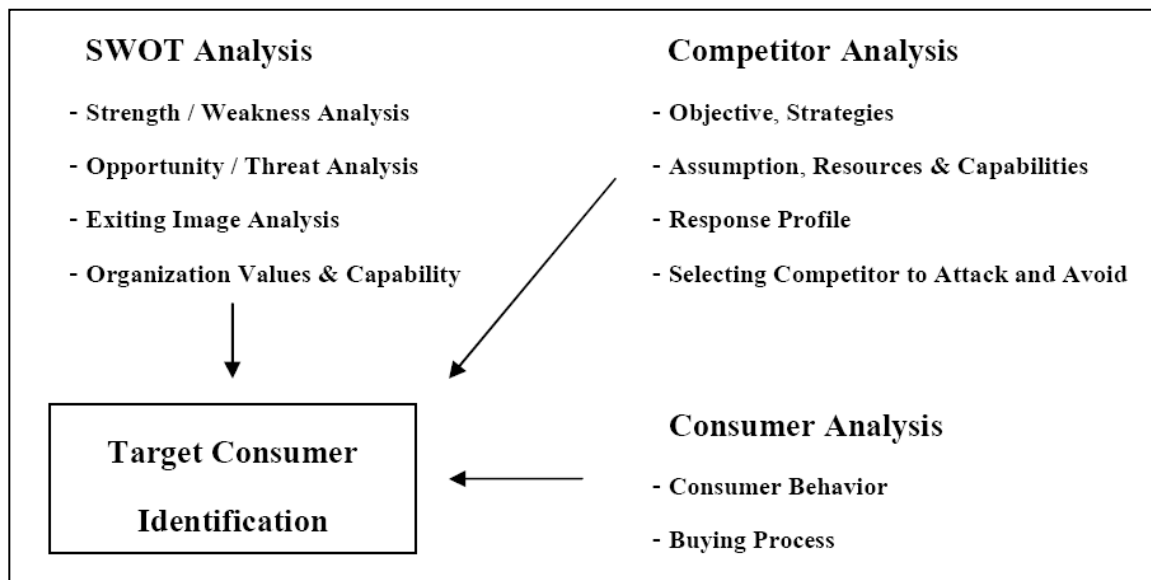 SWOT Analysis
- Strength / Weakness Analysis
- Opportunity / Threat Analysis
- Exiting Image Analysis
- Organization Values & Capability
Competitor Analysis
- Objective, Strategies
- Assumption, Resources & Capabilities
- Response Profile
- Selecting Competitor to Attack and Avoid
Target Consumer
Identification
Consumer Analysis
- Consumer Behavior
- Buying Process